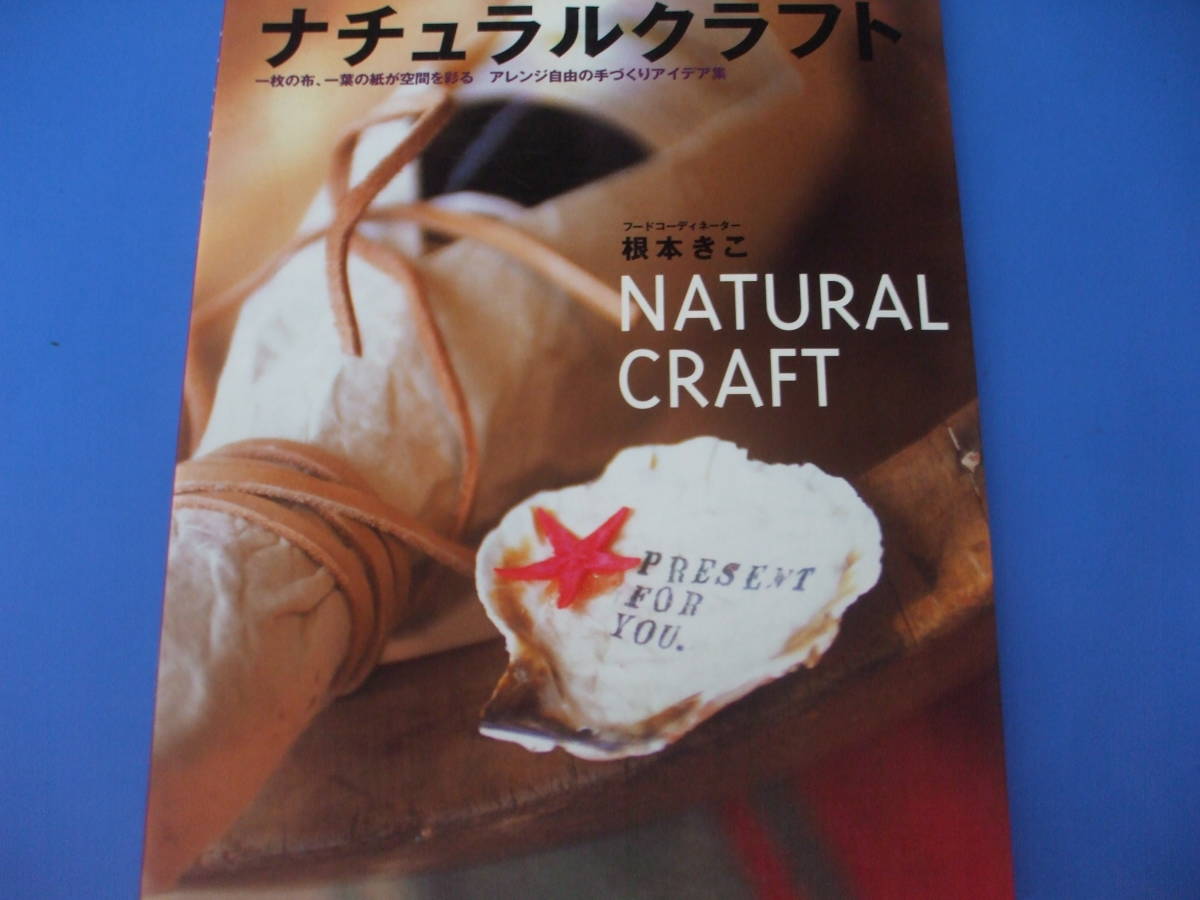 ナチュラルクラフト
一枚の布、一葉の紙が空間を彩る　アレンジ自由の手づくりアイデア集
フードコーディネーター
根本きこ
NATURAL
CRAFT
PRESENT
FOR
YOU.